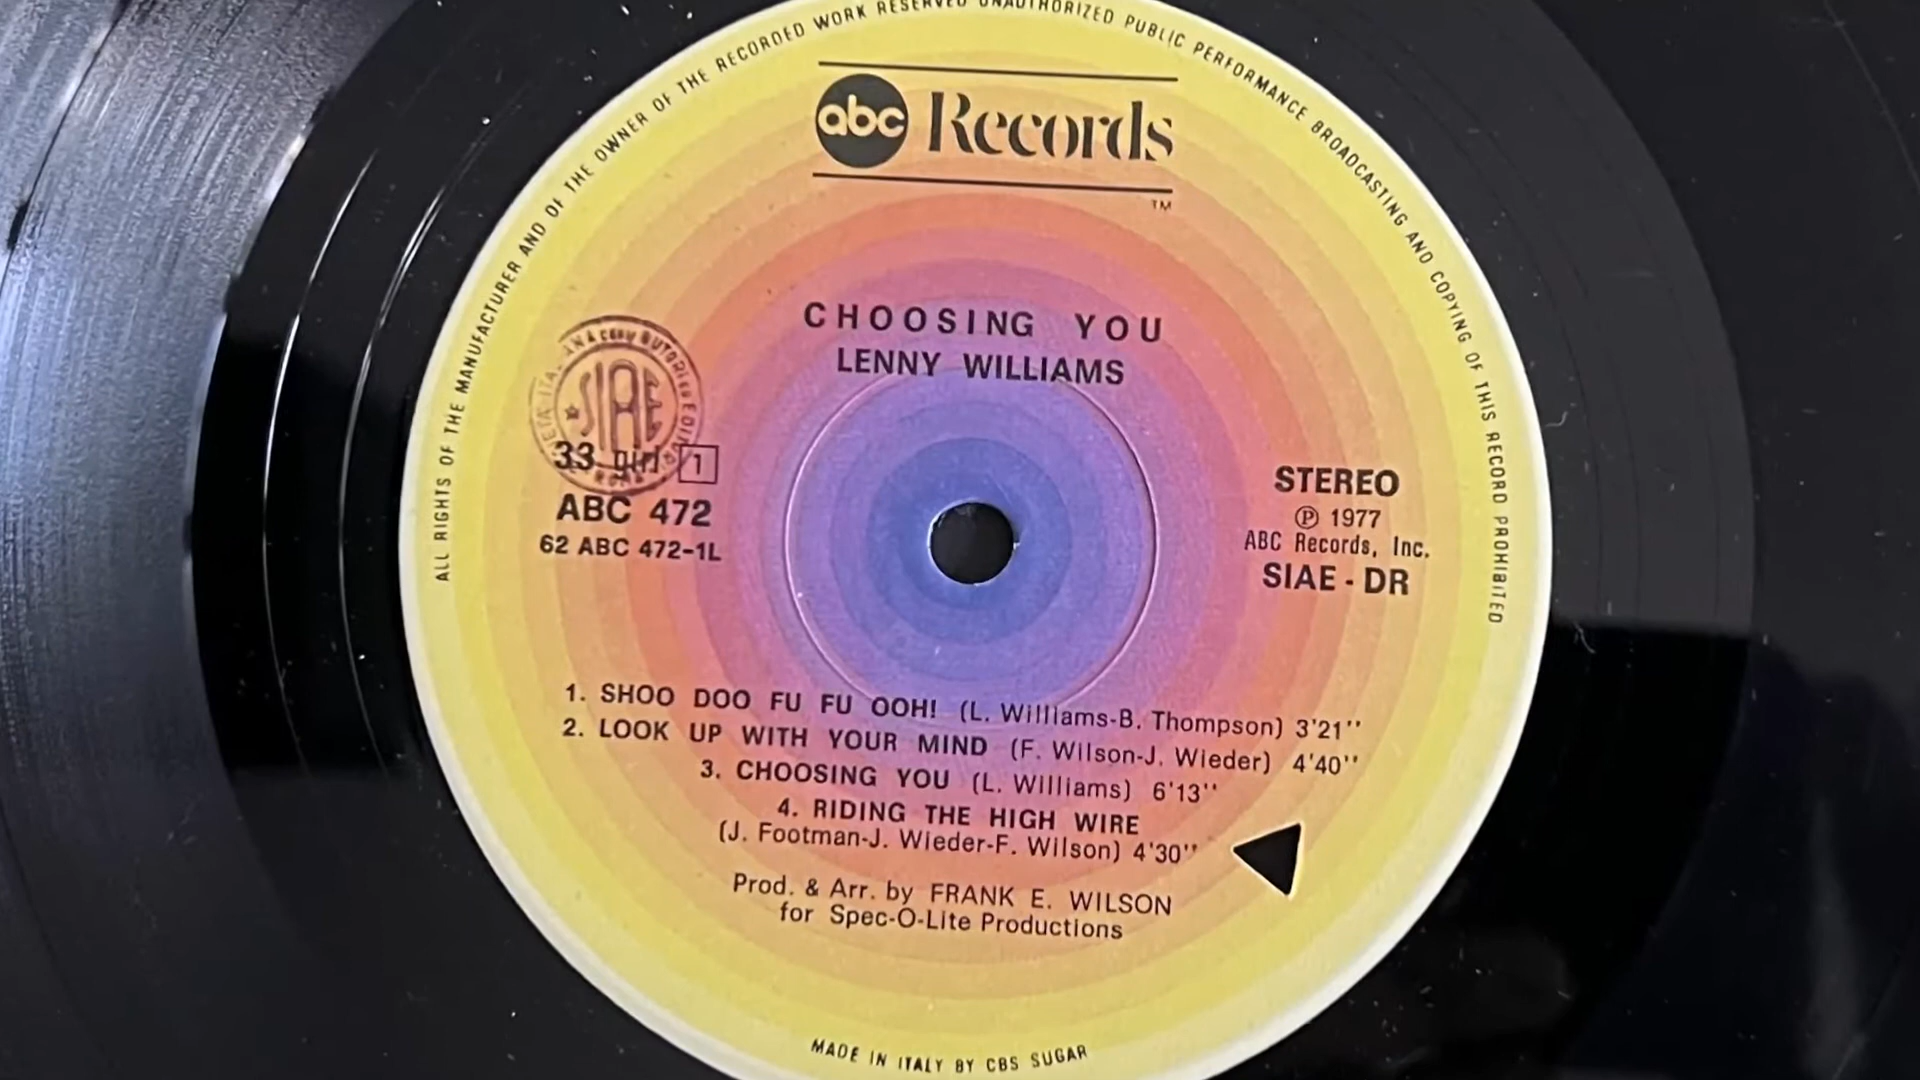 ALL RIGHTS OF THE MANUFACTURER AND OF THE OWNER OF THE RECORDED WORK RESERVED UNAUTHORIZED PUBLIC PERFORMANCE BROADCASTING AND COPYING OF THIS RECORD PROHIBITED
abc Records
TM
CHOOSING YOU
LENNY WILLIAMS
SIAE
33 giri 1
ABC 472
62 ABC 472-1L
STEREO
Ⓟ 1977
ABC Records, Inc.
SIAE - DR
1. SHOO DOO FU FU OOH! (L. Williams-B. Thompson) 3'21''
2. LOOK UP WITH YOUR MIND (F. Wilson-J. Wieder) 4'40''
3. CHOOSING YOU (L. Williams) 6'13''
4. RIDING THE HIGH WIRE
(J. Footman-J. Wieder-F. Wilson) 4'30''
Prod. & Arr. by FRANK E. WILSON
for Spec-O-Lite Productions
MADE IN ITALY BY CBS SUGAR